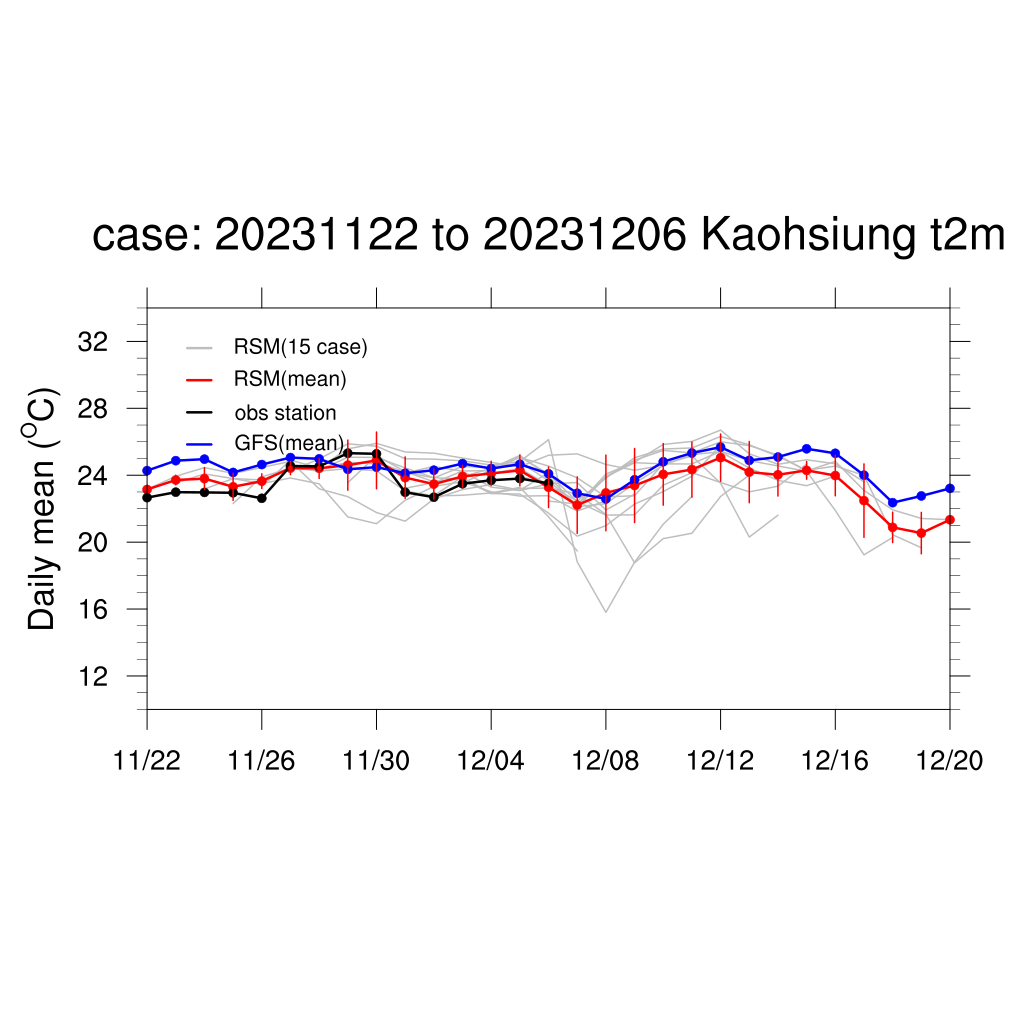 case: 20231122 to 20231206 Kaohsiung t2m
Daily mean (°C)
32
28
24
20
16
12
RSM(15 case)
RSM(mean)
obs station
GFS(mean)
11/22 11/26 11/30 12/04 12/08 12/12 12/16 12/20